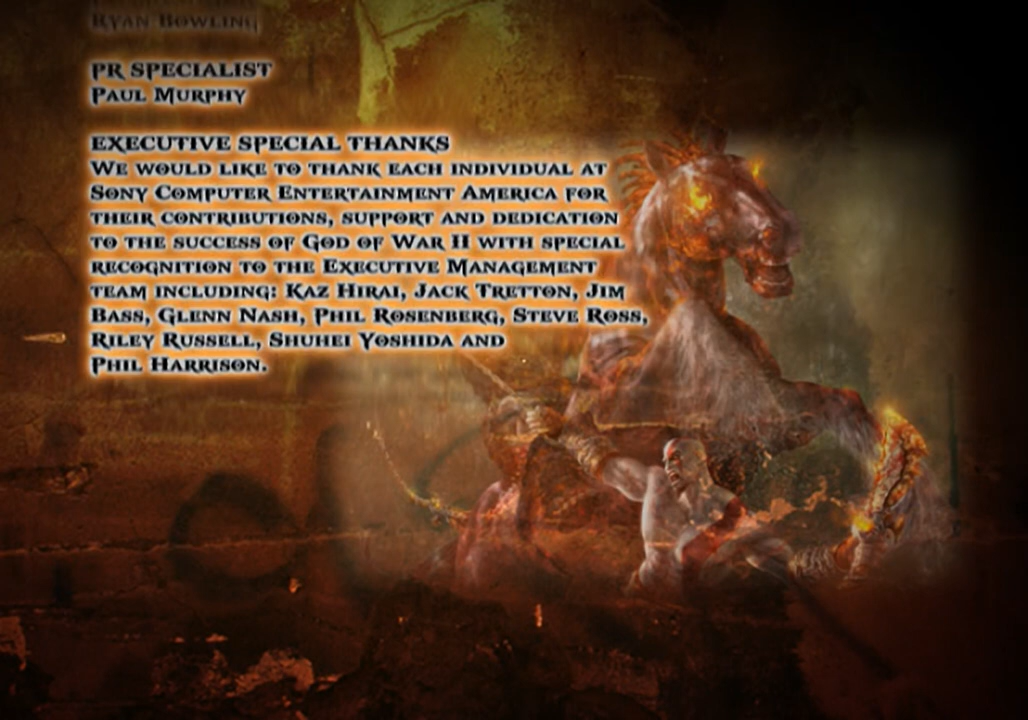 Ryan Bowling
PR SPECIALIST
Paul Murphy
EXECUTIVE SPECIAL THANKS
We would like to thank each individual at
Sony Computer Entertainment America for
their contributions, support and dedication
to the success of God of War II with special
recognition to the Executive Management
team including: Kaz Hirai, Jack Tretton, Jim
Bass, Glenn Nash, Phil Rosenberg, Steve Ross,
Riley Russell, Shuhei Yoshida and
Phil Harrison.